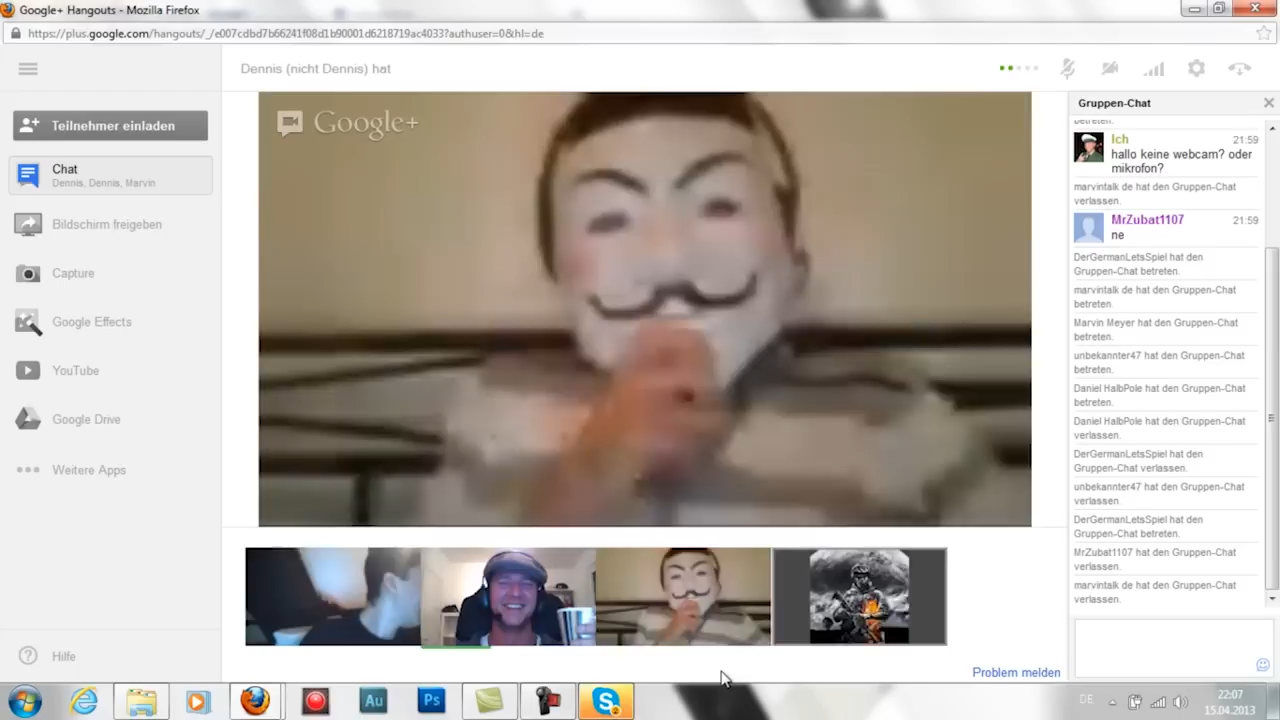 Google+ Hangouts - Mozilla Firefox
https://plus.google.com/hangouts/_/e007cdbd7b66241f08d1b90001d6218719ac4033?authuser=0&hl=de
Dennis (nicht Dennis) hat
Teilnehmer einladen
Chat
Dennis, Dennis, Marvin
Bildschirm freigeben
Capture
Google Effects
YouTube
Google Drive
Weitere Apps
Hilfe
Google+
Problem melden
Gruppen-Chat
betreten.
Ich 21:59
hallo keine webcam? oder
mikrofon?
marvintalk de hat den Gruppen-Chat
verlassen.
MrZubat1107 21:59
ne
DerGermanLetsSpiel hat den
Gruppen-Chat betreten.
marvintalk de hat den Gruppen-Chat
betreten.
Marvin Meyer hat den Gruppen-Chat
betreten.
unbekannter47 hat den Gruppen-Chat
betreten.
Daniel HalbPole hat den Gruppen-Chat
betreten.
Daniel HalbPole hat den Gruppen-Chat
verlassen.
DerGermanLetsSpiel hat den
Gruppen-Chat verlassen.
unbekannter47 hat den Gruppen-Chat
verlassen.
DerGermanLetsSpiel hat den
Gruppen-Chat betreten.
MrZubat1107 hat den Gruppen-Chat
verlassen.
marvintalk de hat den Gruppen-Chat
verlassen.
Au
Ps
DE
22:07
15.04.2013